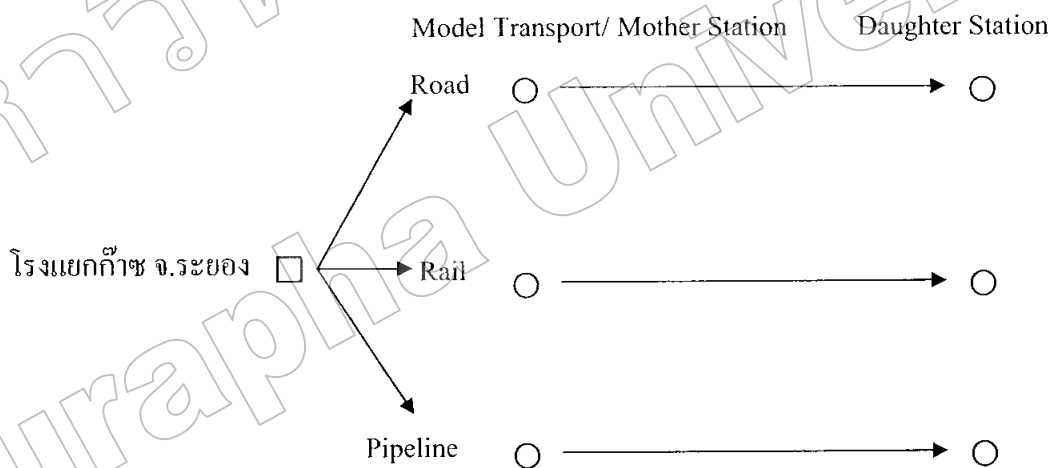 Model Transport/ Mother Station Daughter Station
Road
โรงแยกก๊าซ จ.ระยอง
Rail
Pipeline